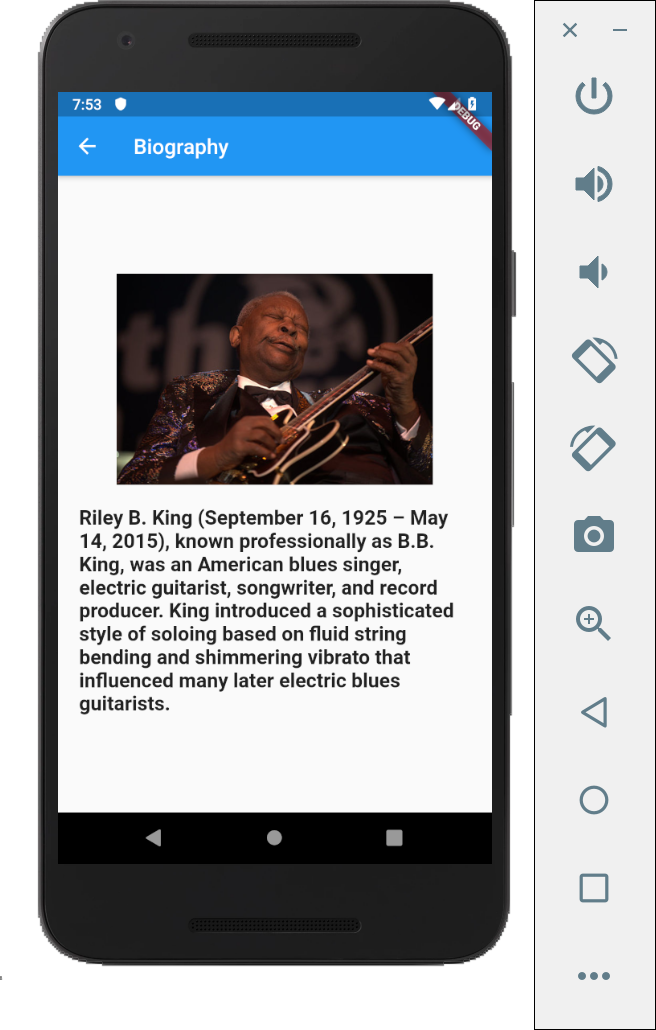 7:53
DEBUG
Biography
th
Riley B. King (September 16, 1925 – May
14, 2015), known professionally as B.B.
King, was an American blues singer,
electric guitarist, songwriter, and record
producer. King introduced a sophisticated
style of soloing based on fluid string
bending and shimmering vibrato that
influenced many later electric blues
guitarists.